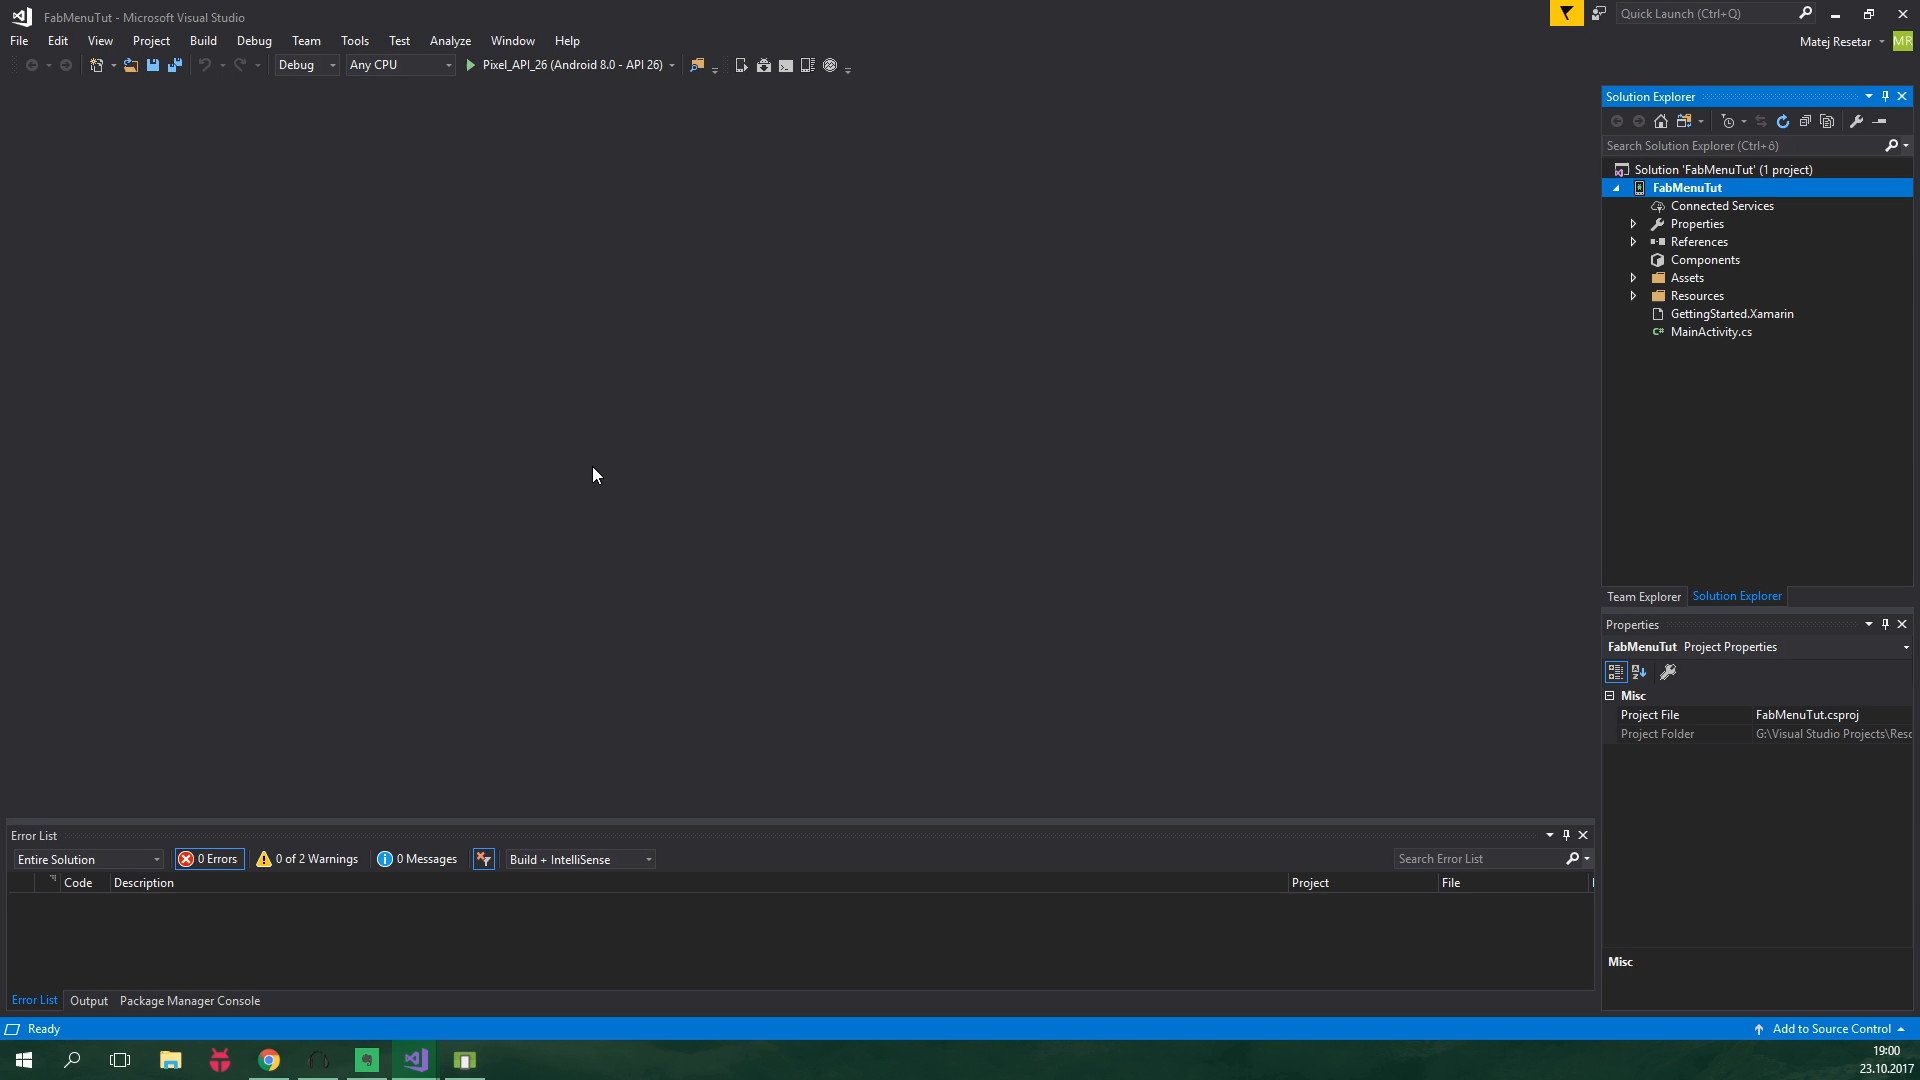 FabMenuTut - Microsoft Visual Studio
Quick Launch (Ctrl+Q)
File Edit View Project Build Debug Team Tools Test Analyze Window Help
Matej Resetar MR
Debug Any CPU Pixel_API_26 (Android 8.0 - API 26)
Solution Explorer
Search Solution Explorer (Ctrl+ô)
Solution 'FabMenuTut' (1 project)
FabMenuTut
Connected Services
Properties
References
Components
Assets
Resources
GettingStarted.Xamarin
C# MainActivity.cs
Team Explorer Solution Explorer
Properties
FabMenuTut Project Properties
Misc
Project File FabMenuTut.csproj
Project Folder G:\Visual Studio Projects\Resc
Misc
Error List
Entire Solution 0 Errors 0 of 2 Warnings 0 Messages Build + IntelliSense Search Error List
Code Description Project File
Error List Output Package Manager Console
Ready Add to Source Control
19:00
23.10.2017